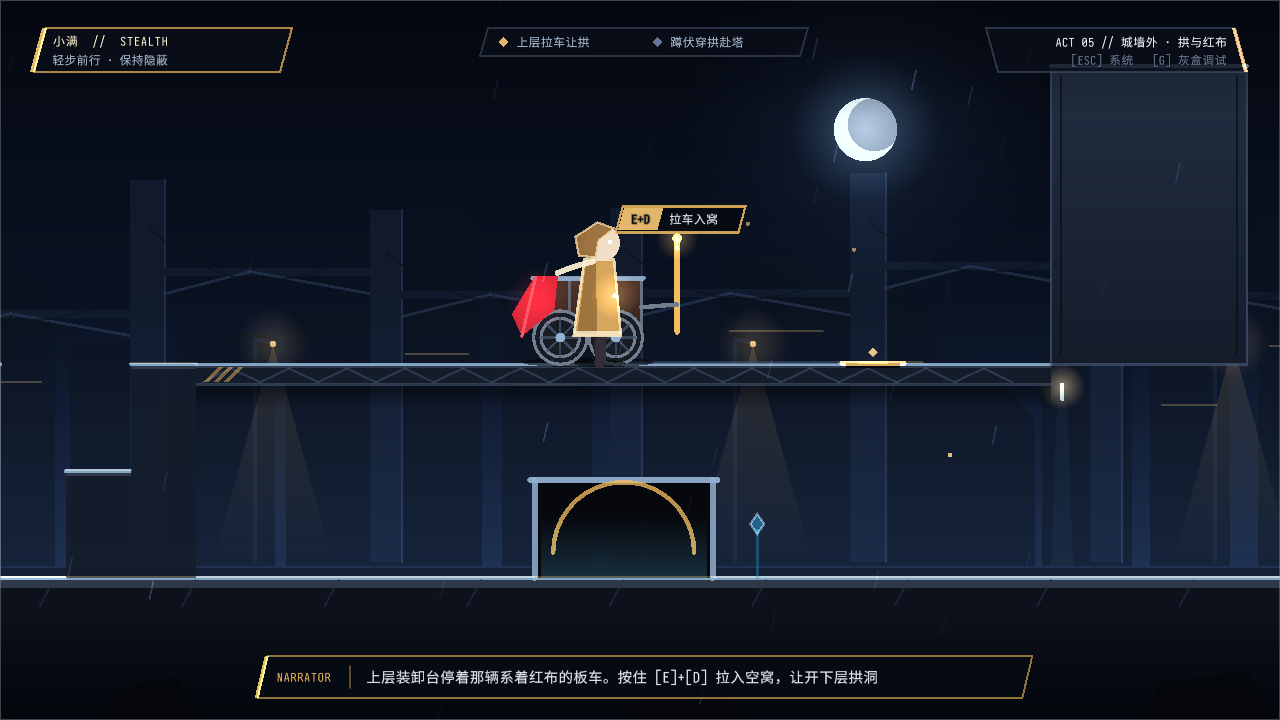 小满 // STEALTH
轻步前行 · 保持隐蔽
上层拉车让拱
蹲伏穿拱赴塔
ACT 05 // 城墙外 · 拱与红布
[ESC] 系统 [G] 灰盒调试
E+D 拉车入窝
NARRATOR 上层装卸台停着那辆系着红布的板车。按住 [E]+[D] 拉入空窝，让开下层拱洞